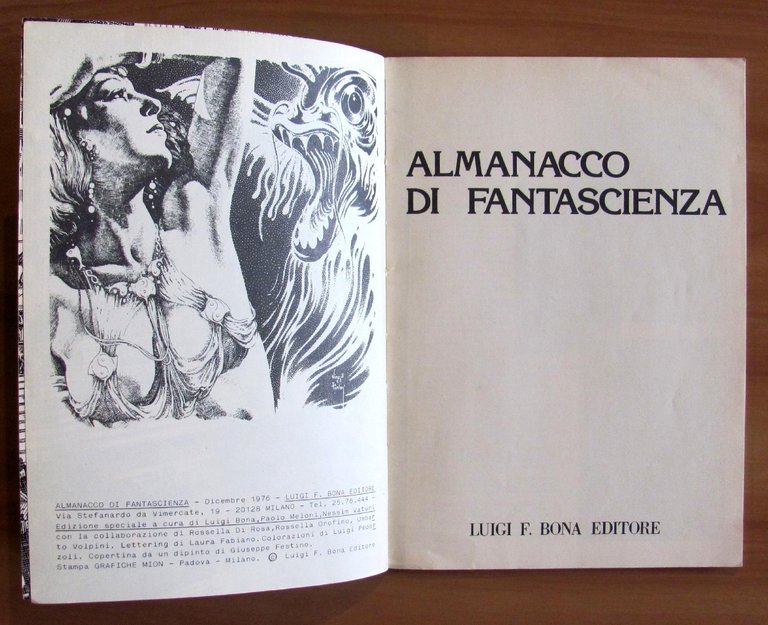 Virgil
Finlay
ALMANACCO DI FANTASCIENZA - Dicembre 1976 - LUIGI F. BONA EDITORE
Via Stefanardo da Vimercate, 19 - 20128 MILANO - Tel. 25.76.444 -
Edizione speciale a cura di Luigi Bona, Paolo Meloni, Nessim Vaturi
con la collaborazione di Rossella Di Rosa, Rossella Orofino, Umber
to Volpini. Lettering di Laura Fabiano. Colorazioni di Luigi Pedr
zoli. Copertina da un dipinto di Giuseppe Festino.
Stampa GRAFICHE MION - Padova - Milano. © Luigi F. Bona Editore
ALMANACCO
DI FANTASCIENZA
LUIGI F. BONA EDITORE